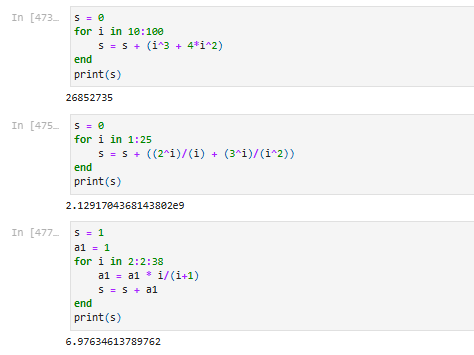 In [473…
s = 0
for i in 10:100
    s = s + (i^3 + 4*i^2)
end
print(s)
26852735
In [475…
s = 0
for i in 1:25
    s = s + ((2^i)/(i) + (3^i)/(i^2))
end
print(s)
2.1291704368143802e9
In [477…
s = 1
a1 = 1
for i in 2:2:38
    a1 = a1 * i/(i+1)
    s = s + a1
end
print(s)
6.97634613789762